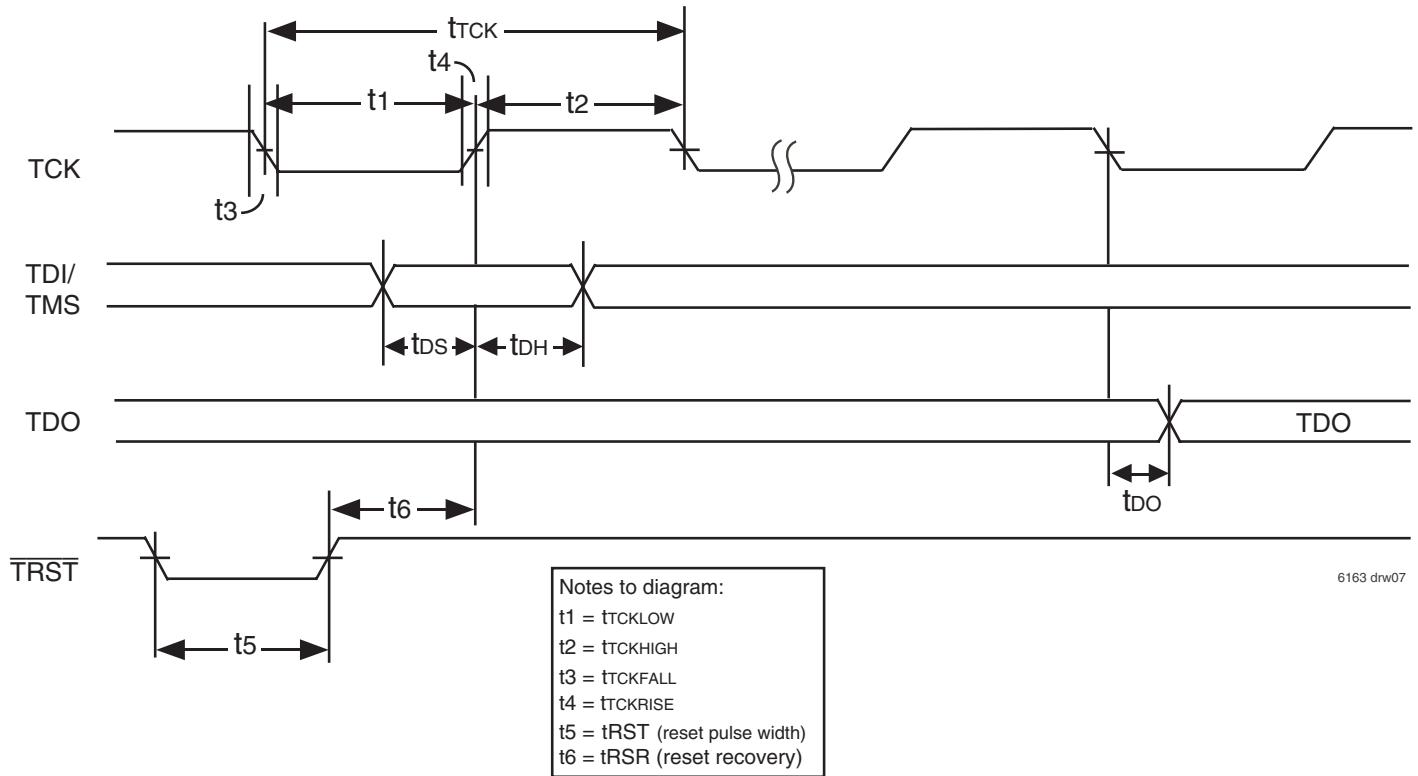 tTCK
t4
t1
t2
TCK
t3
TDI/
TMS
tDS
tDH
TDO
TDO
tDO
t6
TRST
6163 drw07
t5
Notes to diagram:
t1 = tTCKLOW
t2 = tTCKHIGH
t3 = tTCKFALL
t4 = tTCKRISE
t5 = tRST (reset pulse width)
t6 = tRSR (reset recovery)